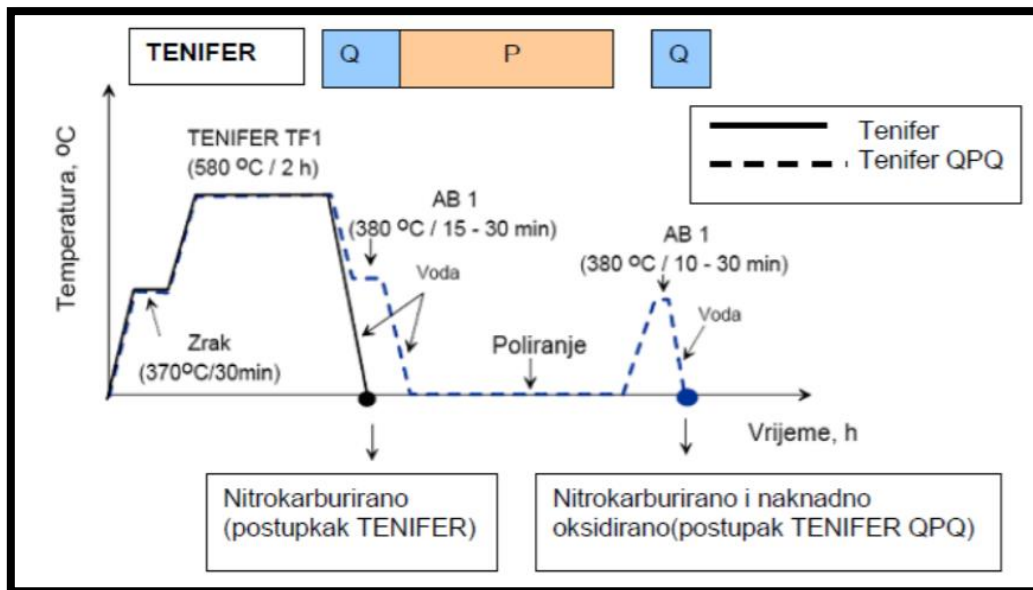 TENIFER
Q
P
Q
Tenifer
Tenifer QPQ
TENIFER TF1
(580 ºC / 2 h)
AB 1
(380 ºC / 15 - 30 min)
AB 1
(380 ºC / 10 - 30 min)
Temperatura, ºC
Voda
Voda
Zrak
(370ºC/30min)
Poliranje
Vrijeme, h
Nitrokarburirano
(postupkak TENIFER)
Nitrokarburirano i naknadno
oksidirano(postupak TENIFER QPQ)